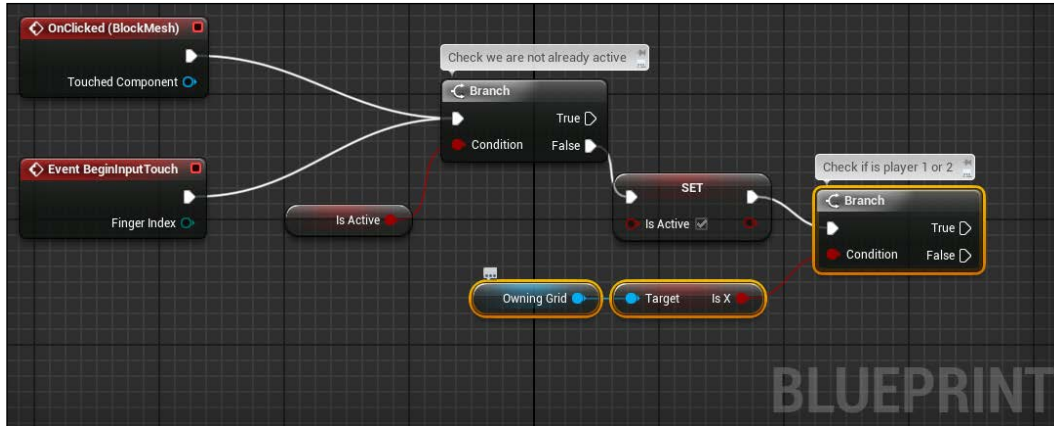 OnClicked (BlockMesh)
Touched Component
Event BeginInputTouch
Finger Index
Is Active
Check we are not already active
Branch
True
Condition
False
SET
Is Active
Owning Grid
Target
Is X
Check if is player 1 or 2
Branch
True
Condition
False
BLUEPRINT